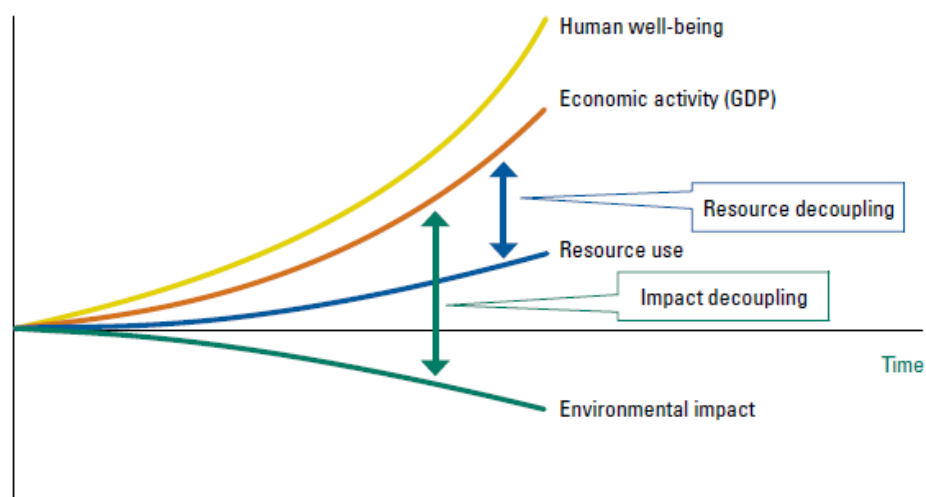 Human well-being
Economic activity (GDP)
Resource decoupling
Resource use
Impact decoupling
Time
Environmental impact